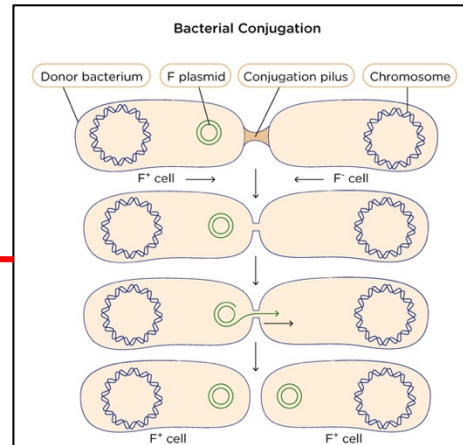 Bacterial Conjugation
Donor bacterium F plasmid Conjugation pilus Chromosome
F⁺ cell F⁻ cell
F⁺ cell F⁺ cell